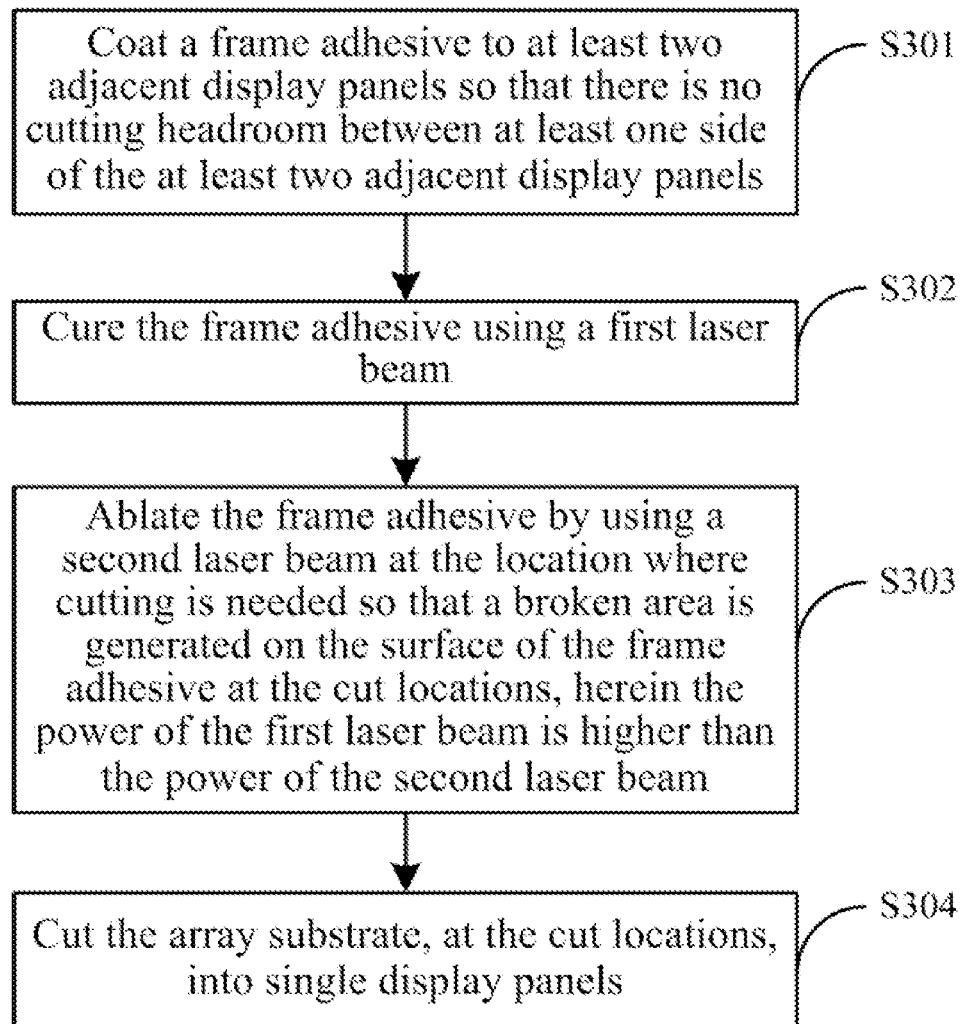 Coat a frame adhesive to at least two
adjacent display panels so that there is no
cutting headroom between at least one side
of the at least two adjacent display panels
S301
Cure the frame adhesive using a first laser
beam
S302
Ablate the frame adhesive by using a
second laser beam at the location where
cutting is needed so that a broken area is
generated on the surface of the frame
adhesive at the cut locations, herein the
power of the first laser beam is higher than
the power of the second laser beam
S303
Cut the array substrate, at the cut locations,
into single display panels
S304